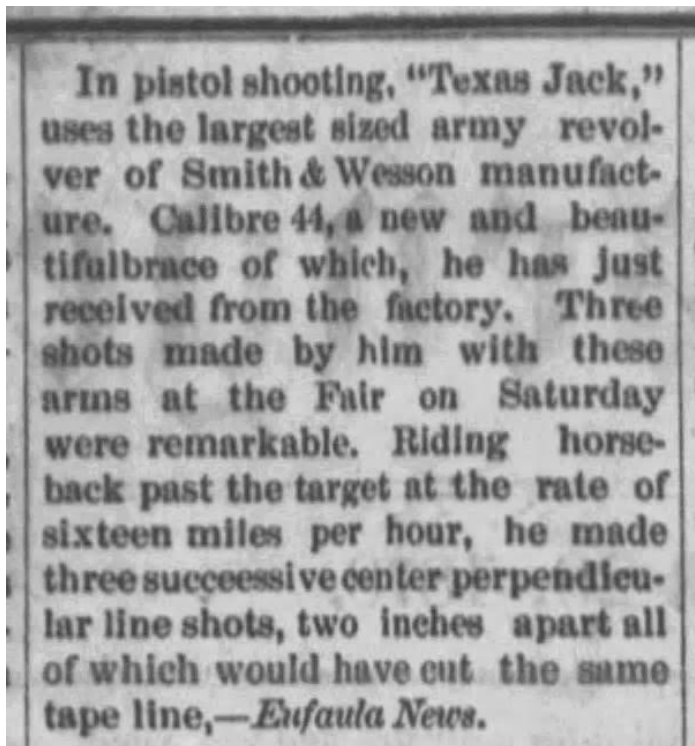 In pistol shooting, "Texas Jack,"
uses the largest sized army revol-
ver of Smith & Wesson manufact-
ure. Calibre 44, a new and beau-
tifulbrace of which, he has just
received from the factory. Three
shots made by him with these
arms at the Fair on Saturday
were remarkable. Riding horse-
back past the target at the rate of
sixteen miles per hour, he made
three succeessive center perpendicu-
lar line shots, two inches apart all
of which would have cut the same
tape line,—Eufaula News.